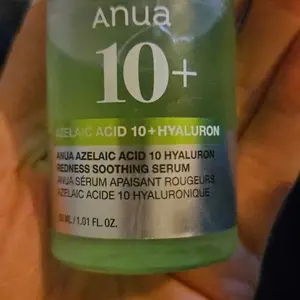 Anua
10+
AZELAIC ACID 10+HYALURON
ANUA AZELAIC ACID 10 HYALURON
REDNESS SOOTHING SERUM
ANUA SÉRUM APAISANT ROUGEURS
AZELAIC ACIDE 10 HYALURONIQUE
ML / 1.01 FL. OZ.